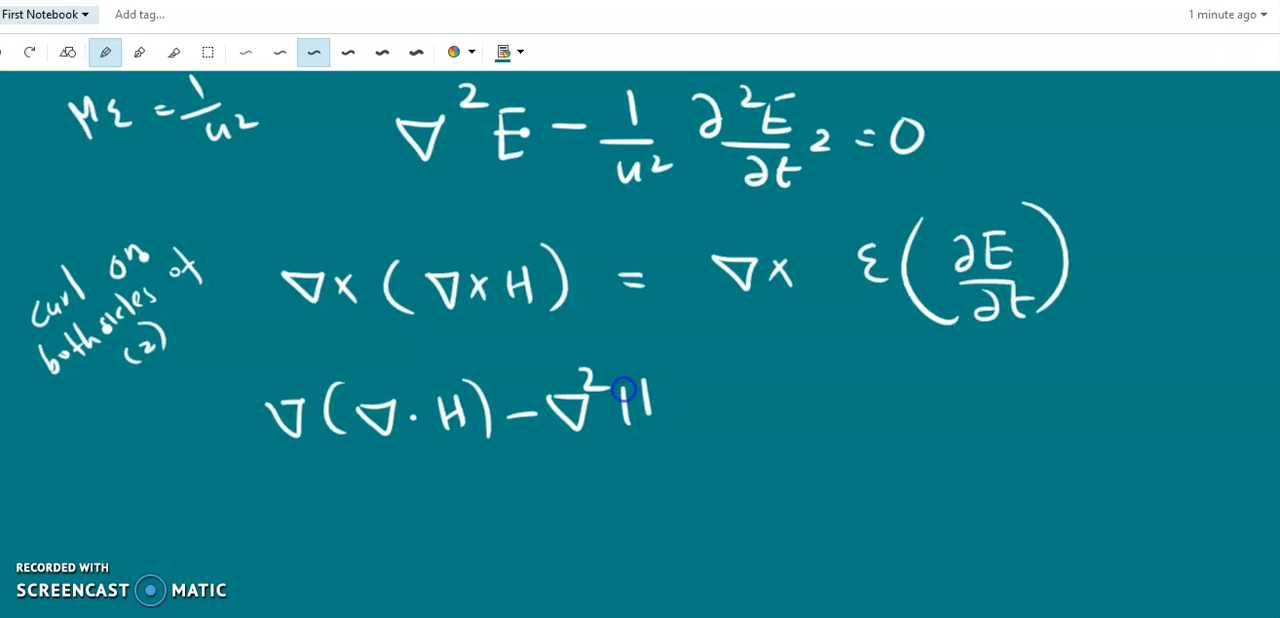 First Notebook Add tag... 1 minute ago
με = 1/u²
∇²E − 1/u² ∂²E/∂t² = 0
curl on both sides of (2)
∇× (∇×H) = ∇× ε(∂E/∂t)
∇(∇·H) − ∇²H
RECORDED WITH
SCREENCAST MATIC